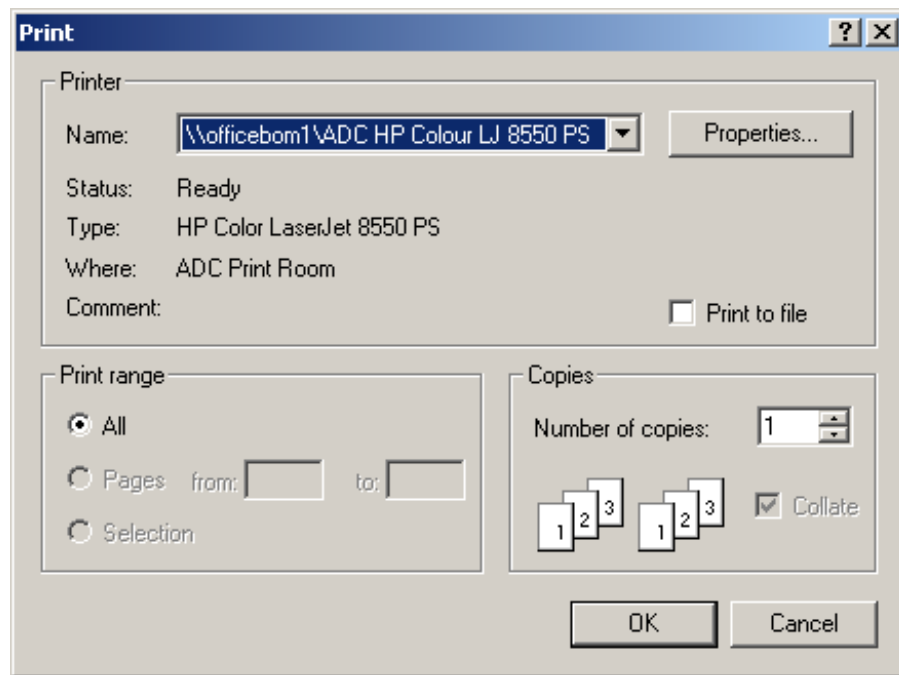 Print
Printer
Name: \\officebom1\ADC HP Colour LJ 8550 PS Properties...
Status: Ready
Type: HP Color LaserJet 8550 PS
Where: ADC Print Room
Comment: Print to file
Print range
All
Pages from: to:
Selection
Copies
Number of copies: 1
1 2 3 1 2 3 Collate
OK Cancel